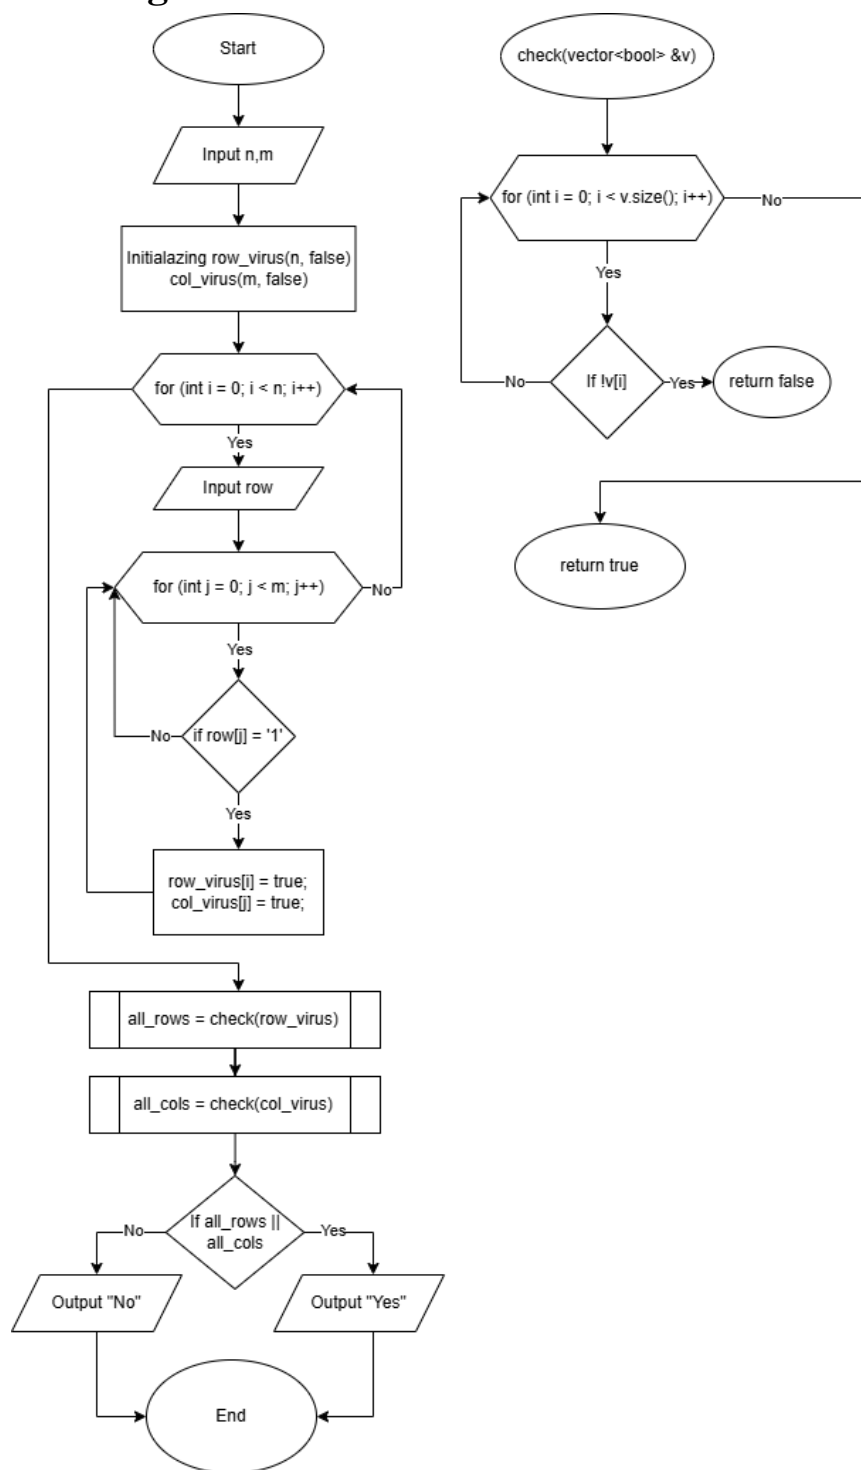 Start
Input n,m
Initialazing row_virus(n, false)
col_virus(m, false)
for (int i = 0; i < n; i++)
Yes
Input row
for (int j = 0; j < m; j++)
No
Yes
if row[j] = '1'
No
Yes
row_virus[i] = true;
col_virus[j] = true;
all_rows = check(row_virus)
all_cols = check(col_virus)
If all_rows ||
all_cols
No
Yes
Output "No"
Output "Yes"
End
check(vector<bool> &v)
for (int i = 0; i < v.size(); i++)
No
Yes
If !v[i]
No
Yes
return false
return true